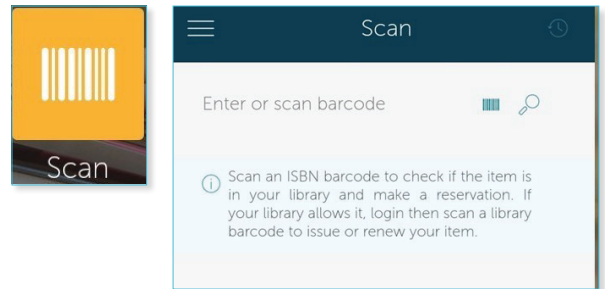 Scan
Scan
Enter or scan barcode
Scan an ISBN barcode to check if the item is
in your library and make a reservation. If
your library allows it, login then scan a library
barcode to issue or renew your item.